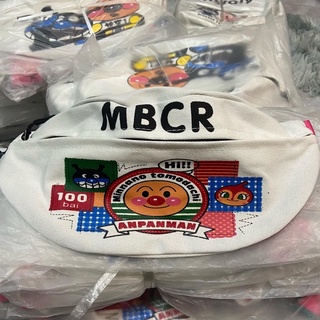 MBCR
HI!!
Minnano tomodachi
100
bai
ANPANMAN